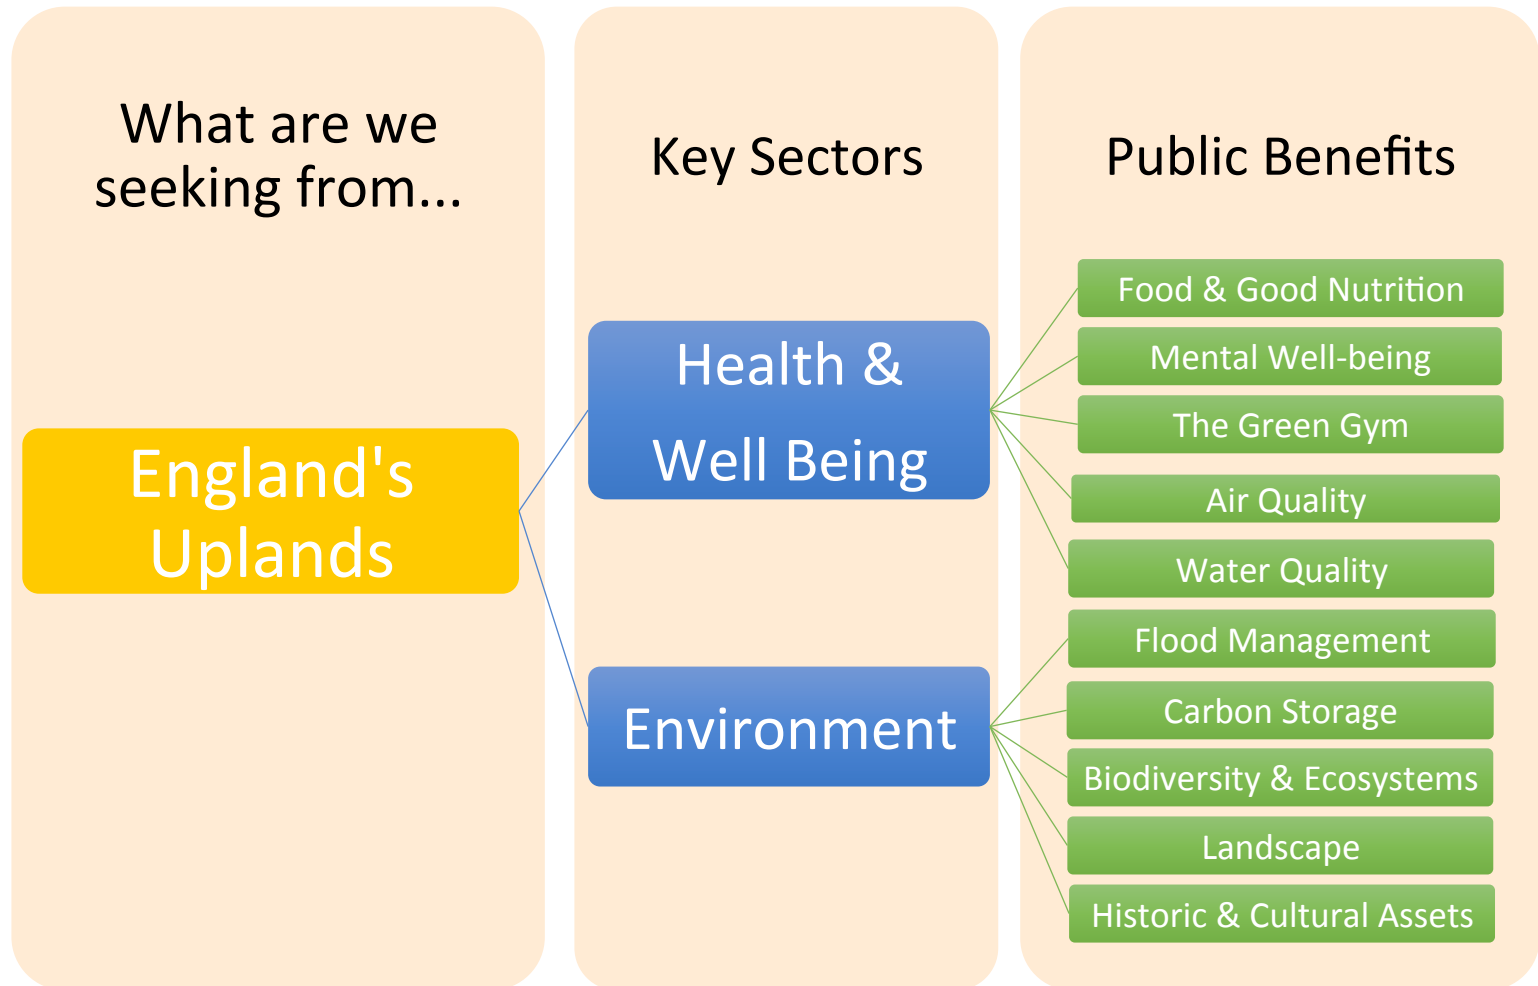 What are we
seeking from...
Key Sectors
Public Benefits
England's
Uplands
Health &
Well Being
Environment
Food & Good Nutrition
Mental Well-being
The Green Gym
Air Quality
Water Quality
Flood Management
Carbon Storage
Biodiversity & Ecosystems
Landscape
Historic & Cultural Assets